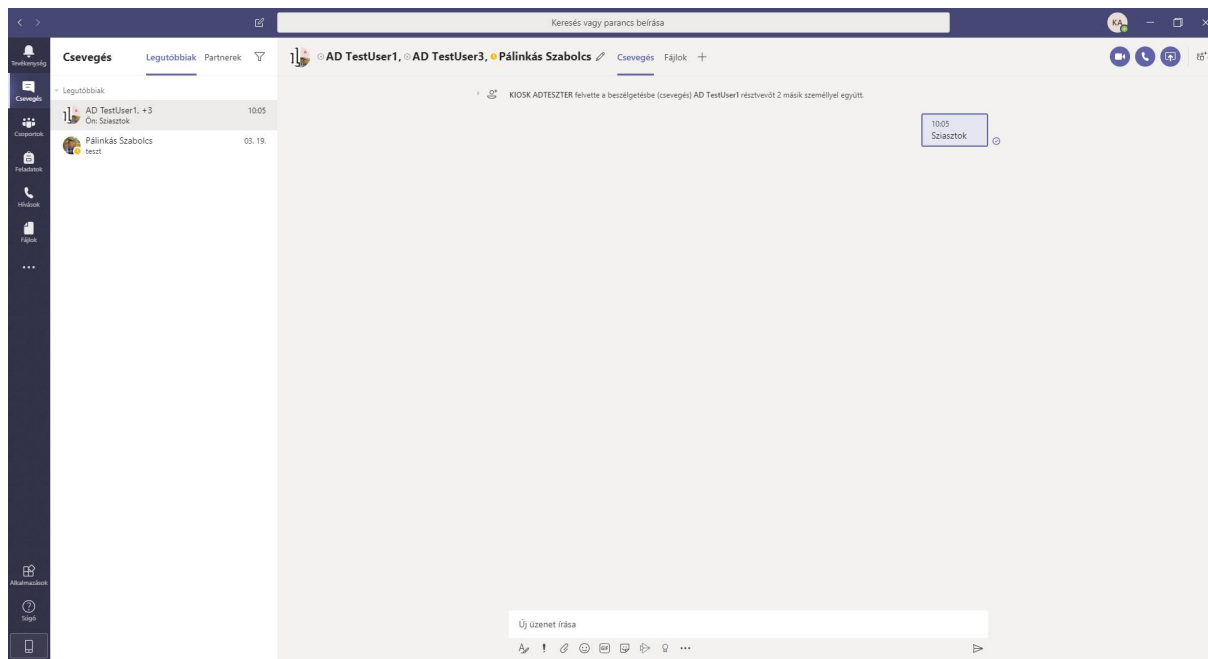 Keresés vagy parancs beírása
KA
Tevékenység
Csevegés
Csoportok
Feladatok
Hívások
Fájlok
Alkalmazások
Súgó
Csevegés Legutóbbiak Partnerek
Legutóbbiak
AD TestUser1, +3 10:05
Ön: Sziasztok
Pálinkás Szabolcs 03. 19.
teszt
AD TestUser1, AD TestUser3, Pálinkás Szabolcs Csevegés Fájlok
KIOSK ADTESZTER felvette a beszélgetésbe (csevegés) AD TestUser1 résztvevőt 2 másik személlyel együtt.
10:05
Sziasztok
Új üzenet írása
GIF